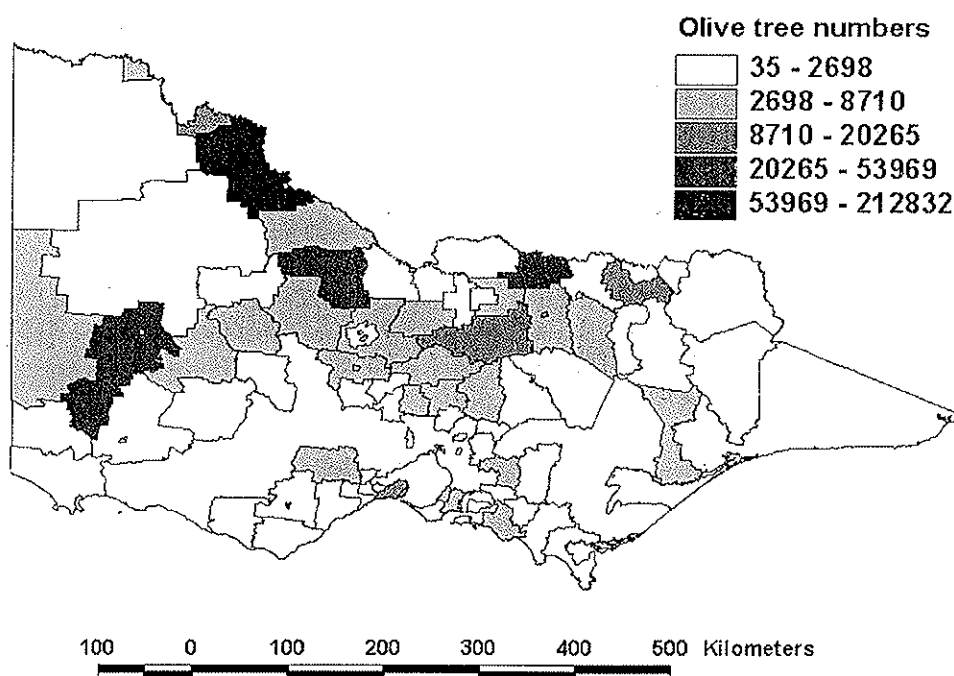 Olive tree numbers
35 - 2698
2698 - 8710
8710 - 20265
20265 - 53969
53969 - 212832
100 0 100 200 300 400 500 Kilometers